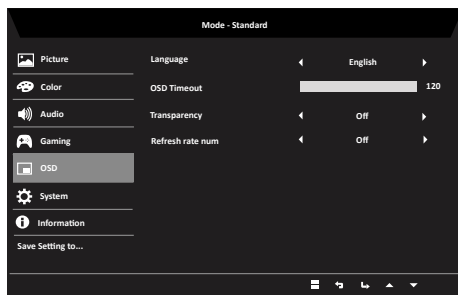 Mode - Standard
Picture
Language
English
Color
OSD Timeout
120
Audio
Transparency
Off
Gaming
Refresh rate num
Off
OSD
System
Information
Save Setting to...